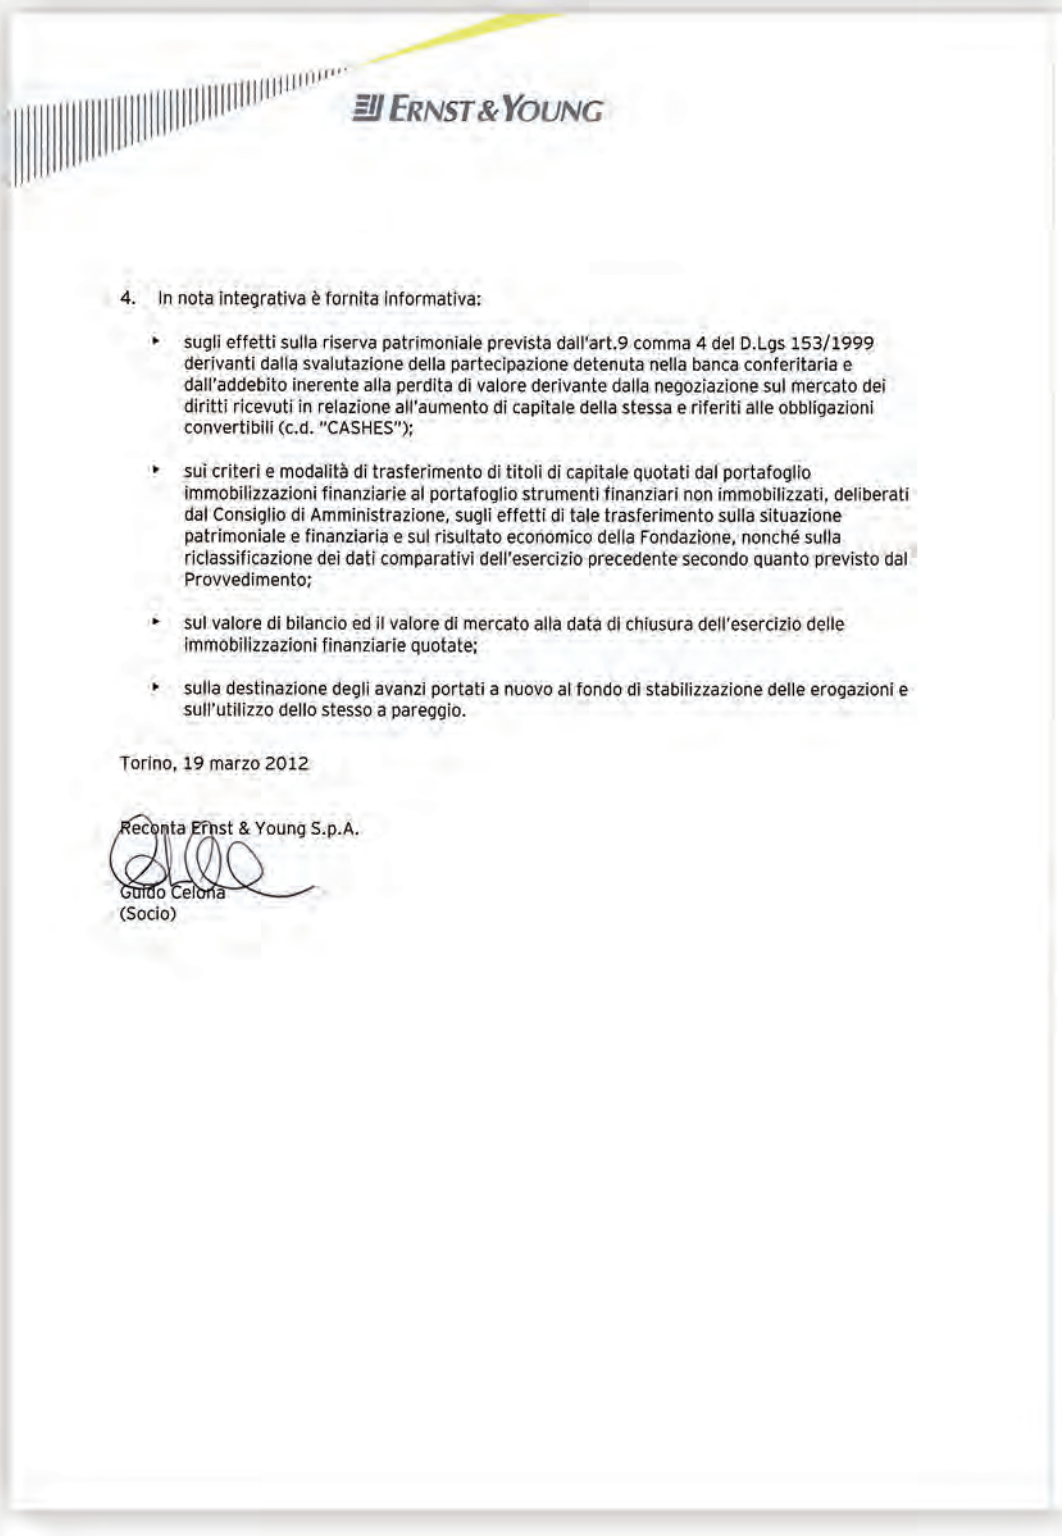 ERNST & YOUNG
4. In nota integrativa è fornita informativa:
‣ sugli effetti sulla riserva patrimoniale prevista dall'art.9 comma 4 del D.Lgs 153/1999
derivanti dalla svalutazione della partecipazione detenuta nella banca conferitaria e
dall'addebito inerente alla perdita di valore derivante dalla negoziazione sul mercato dei
diritti ricevuti in relazione all'aumento di capitale della stessa e riferiti alle obbligazioni
convertibili (c.d. "CASHES");
‣ sui criteri e modalità di trasferimento di titoli di capitale quotati dal portafoglio
immobilizzazioni finanziarie al portafoglio strumenti finanziari non immobilizzati, deliberati
dal Consiglio di Amministrazione, sugli effetti di tale trasferimento sulla situazione
patrimoniale e finanziaria e sul risultato economico della Fondazione, nonché sulla
riclassificazione dei dati comparativi dell'esercizio precedente secondo quanto previsto dal
Provvedimento;
‣ sul valore di bilancio ed il valore di mercato alla data di chiusura dell'esercizio delle
immobilizzazioni finanziarie quotate;
‣ sulla destinazione degli avanzi portati a nuovo al fondo di stabilizzazione delle erogazioni e
sull'utilizzo dello stesso a pareggio.
Torino, 19 marzo 2012
Reconta Ernst & Young S.p.A.
Guido Celona
(Socio)